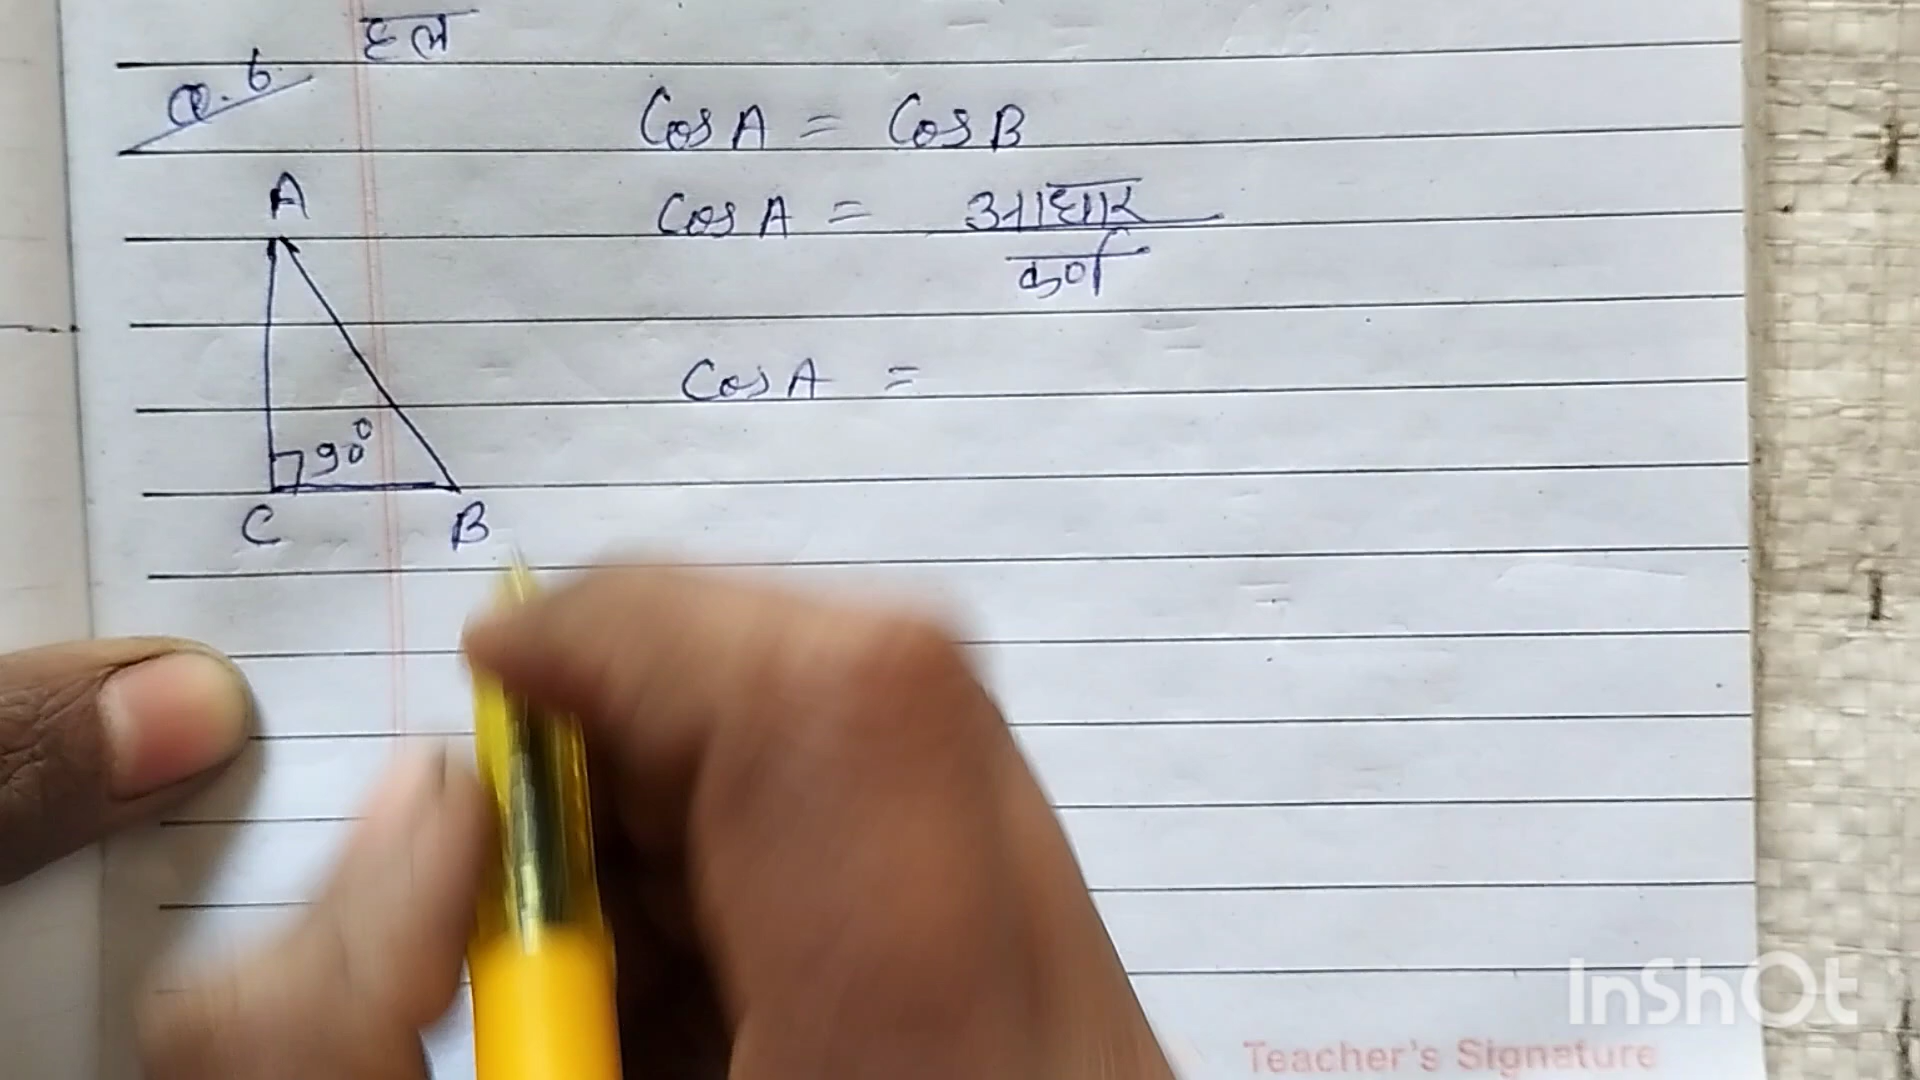 हल
Q.6
Cos A = Cos B
A
Cos A = आधार
कर्ण
Cos A =
90°
C B
InShOt
Teacher's Signature